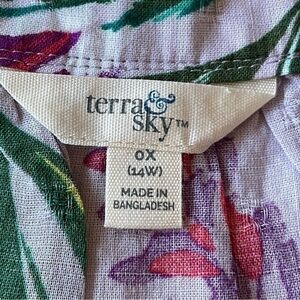 terra&
sky™
0X
(14W)
MADE IN
BANGLADESH